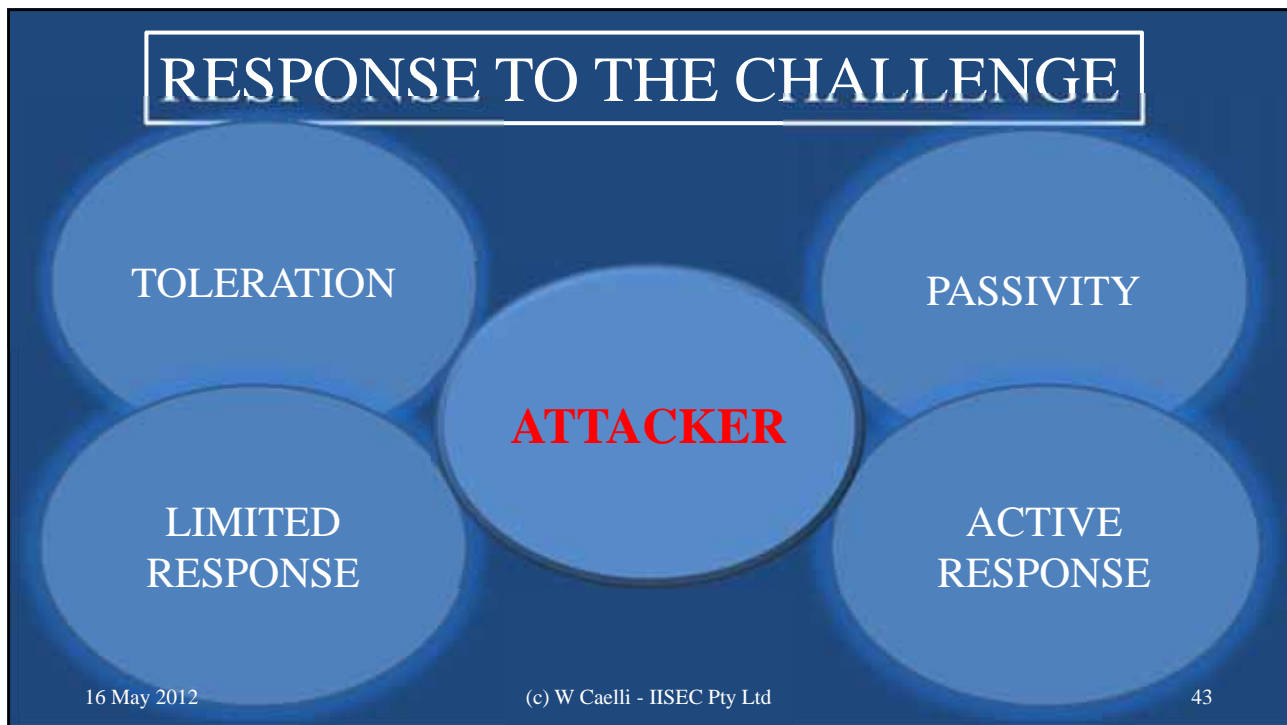 RESPONSE TO THE CHALLENGE
TOLERATION
PASSIVITY
ATTACKER
LIMITED
RESPONSE
ACTIVE
RESPONSE
16 May 2012
(c) W Caelli - IISEC Pty Ltd
43